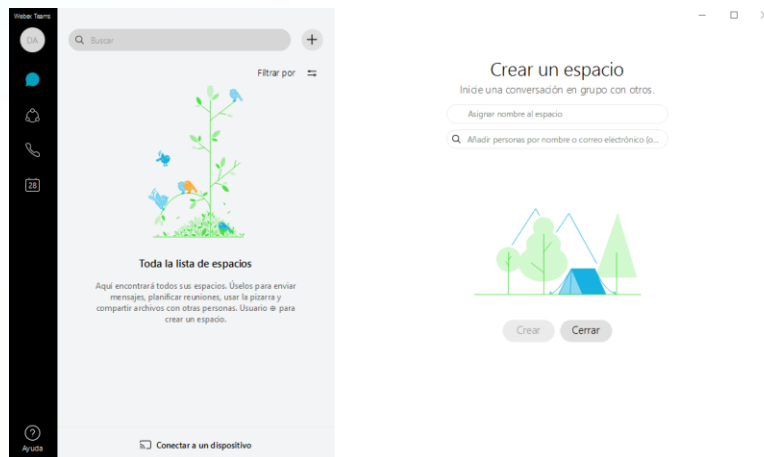 Webex Teams
DA
Buscar
Filtrar por
28
Toda la lista de espacios
Aquí encontrará todos sus espacios. Úselos para enviar
mensajes, planificar reuniones, usar la pizarra y
compartir archivos con otras personas. Usuario ⊕ para
crear un espacio.
Ayuda
Conectar a un dispositivo
Crear un espacio
Inicie una conversación en grupo con otros.
Asignar nombre al espacio
Añadir personas por nombre o correo electrónico (o...
Crear
Cerrar